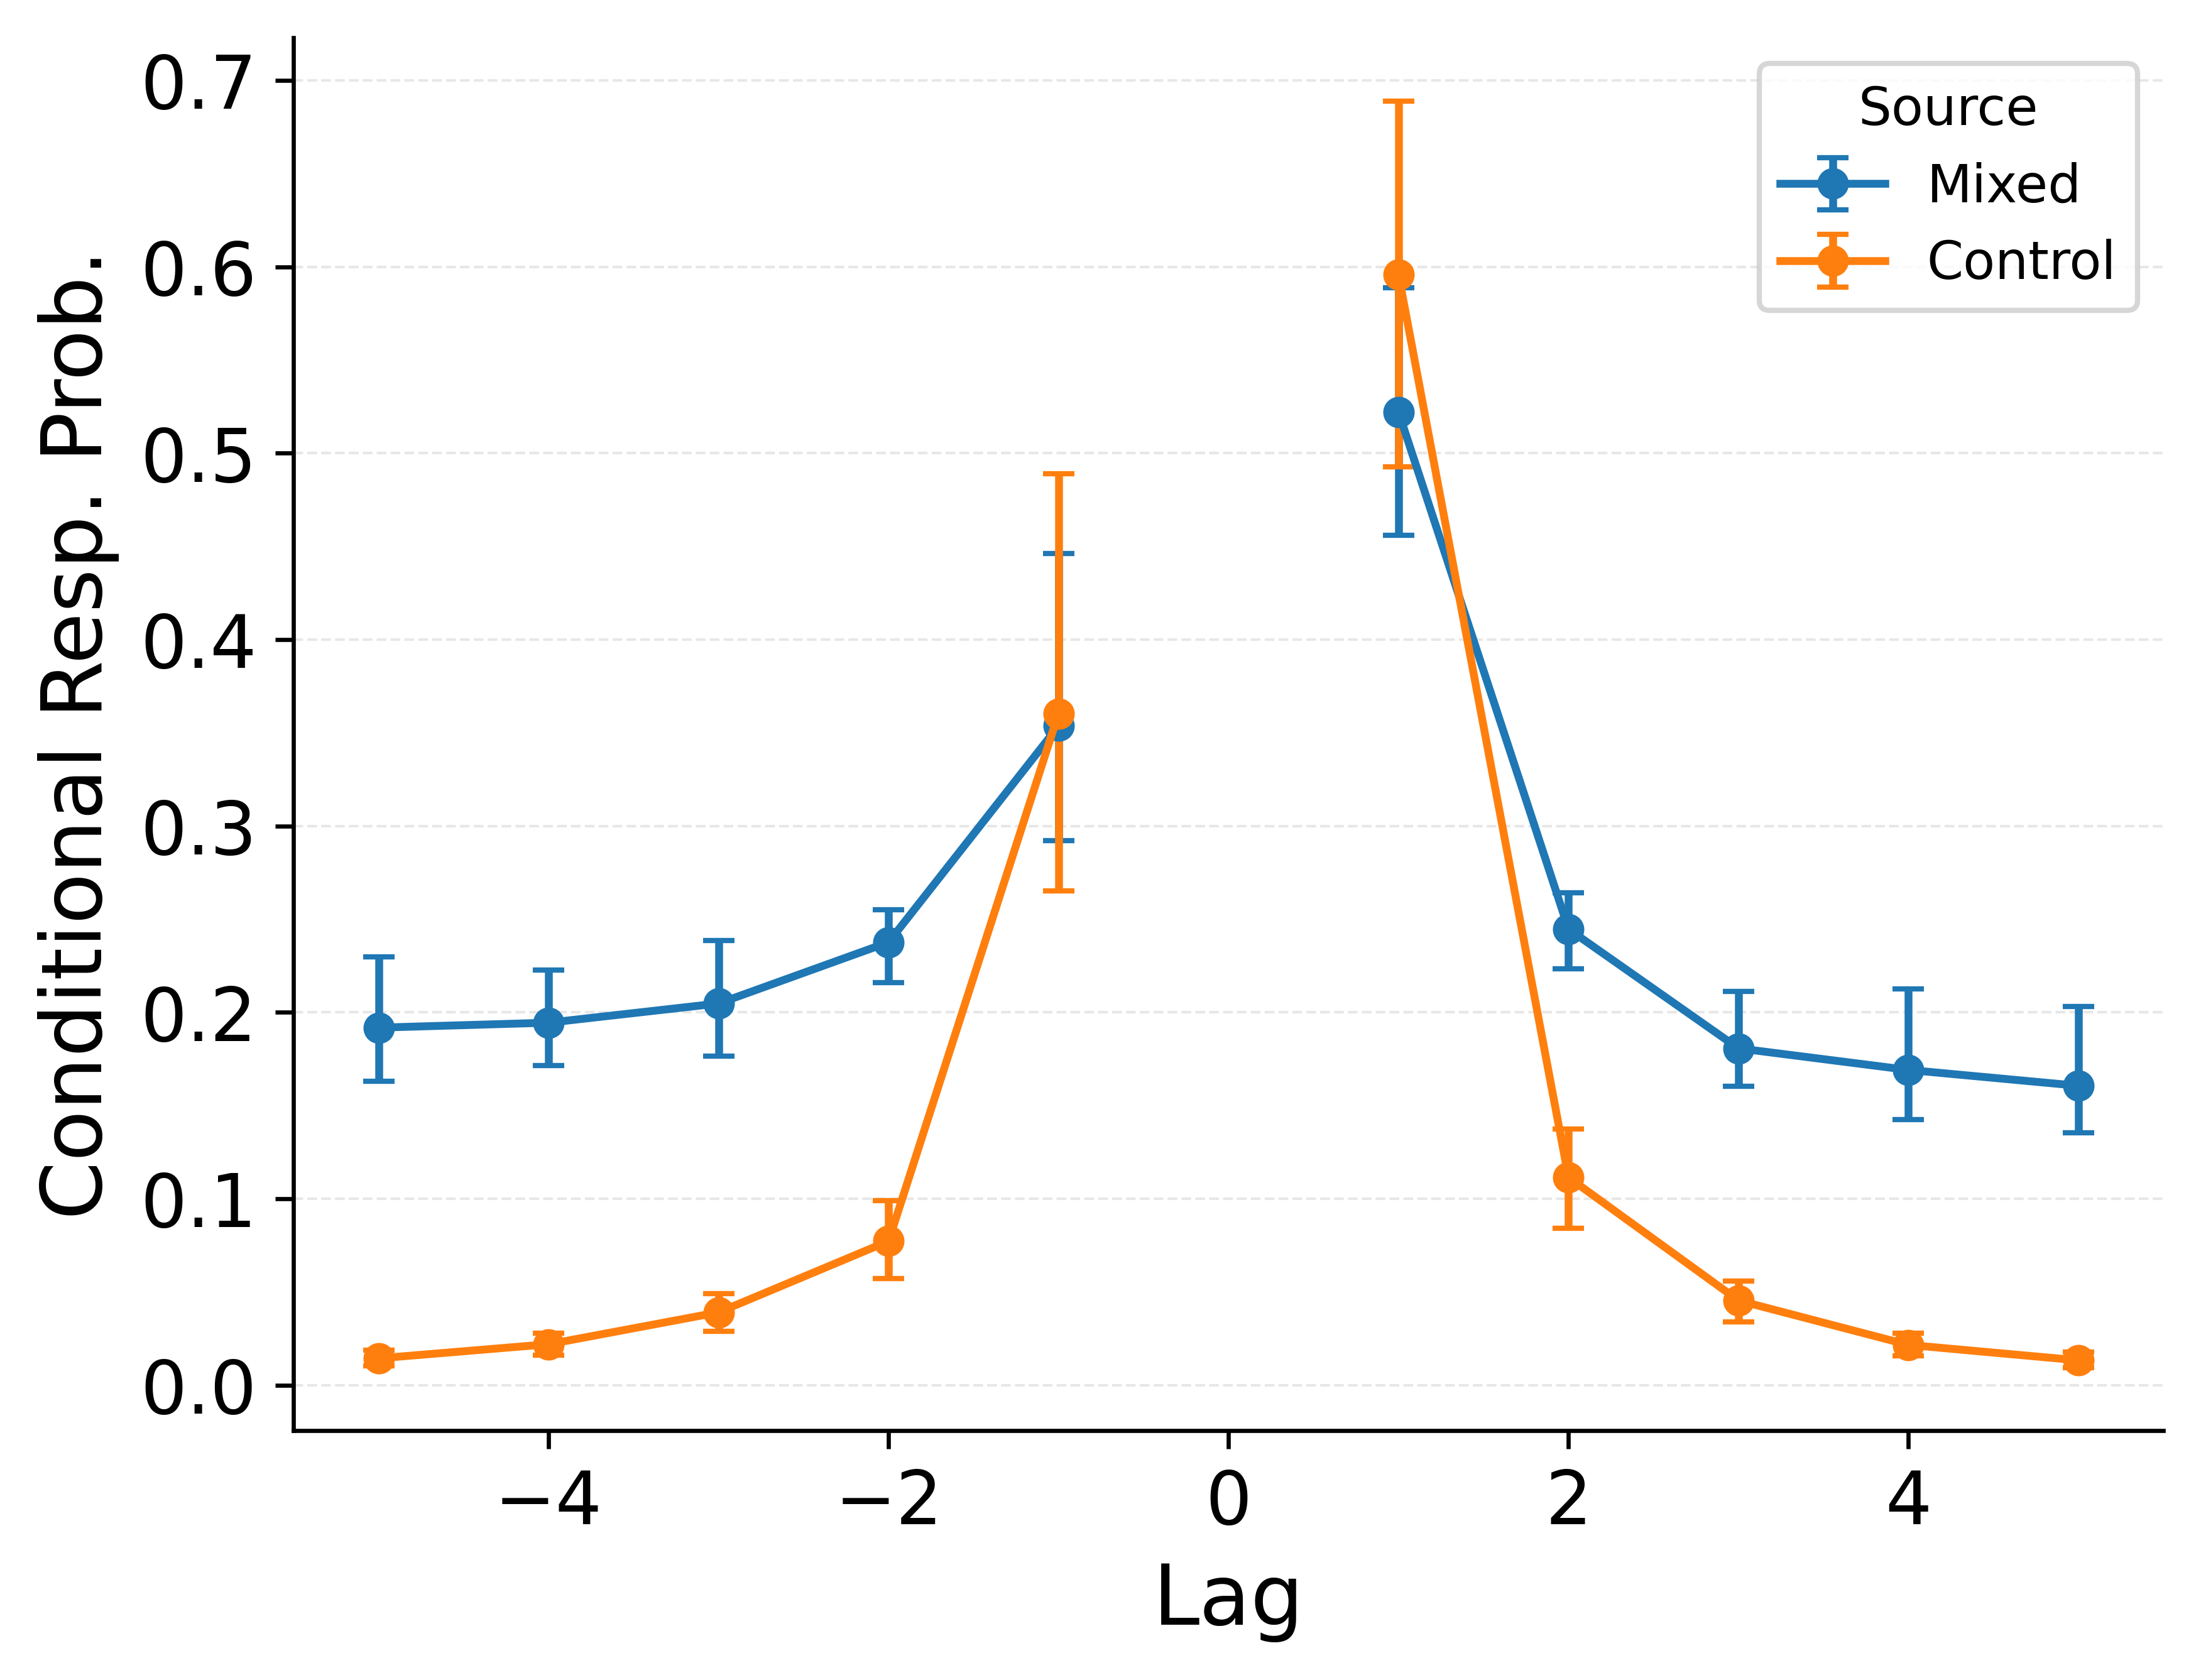 Conditional Resp. Prob.
0.7
0.6
0.5
0.4
0.3
0.2
0.1
0.0
Source
Mixed
Control
−4 −2 0 2 4
Lag